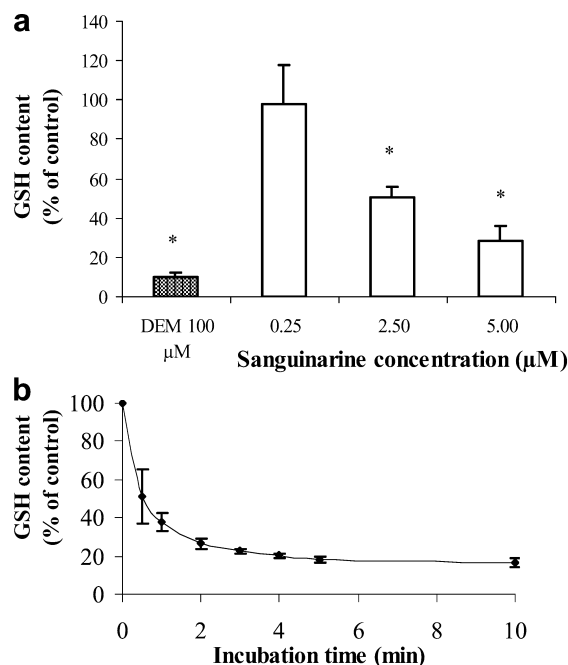 a
GSH content
(% of control)
140
120
100
80
60
40
20
0
*
*
*
DEM 100
μM
0.25
2.50
5.00
Sanguinarine concentration (μM)
b
GSH content
(% of control)
100
80
60
40
20
0
0
2
4
6
8
10
Incubation time (min)